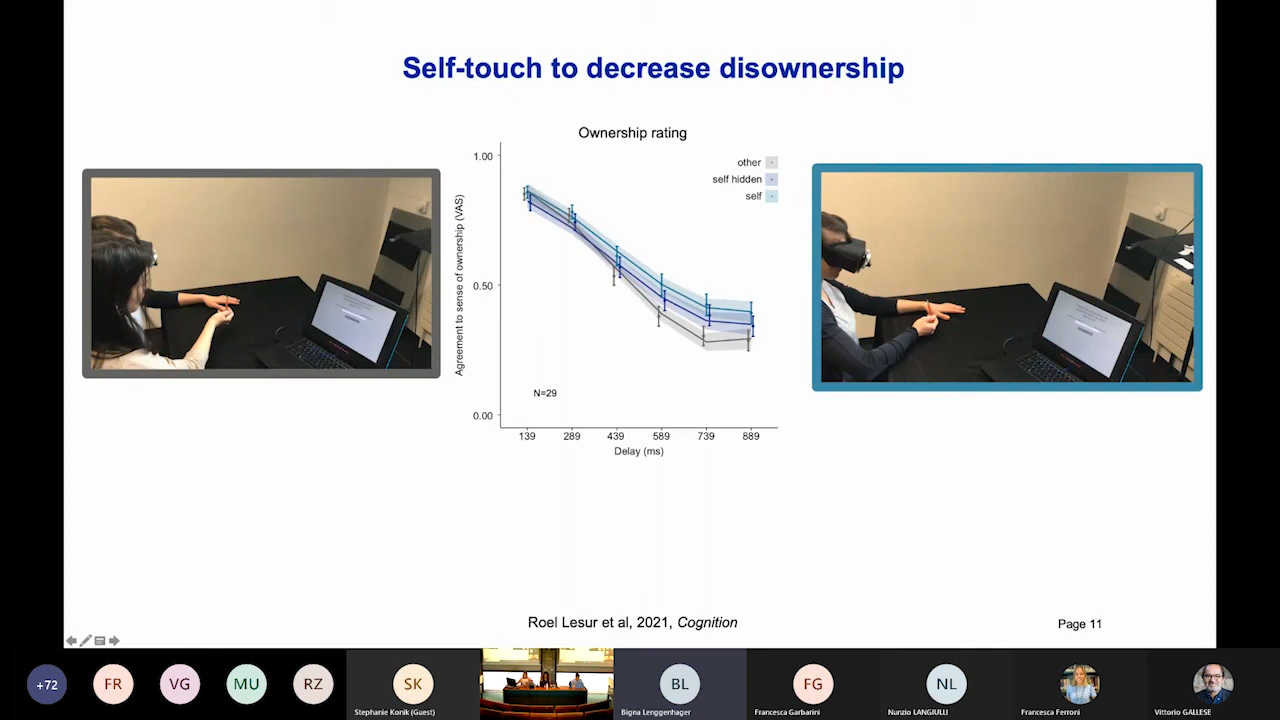 Self-touch to decrease disownership
Ownership rating
1.00
0.50
0.00
Agreement to sense of ownership (VAS)
other
self hidden
self
N=29
139 289 439 589 739 889
Delay (ms)
Roel Lesur et al, 2021, Cognition
Page 11
+72
FR
VG
MU
RZ
SK
Stephanie Konik (Guest)
BL
Bigna Lenggenhager
FG
Francesca Garbarini
NL
Nunzio LANGIULLI
Francesca Ferroni
Vittorio GALLESE